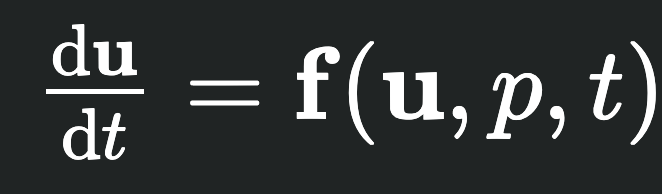 du/dt = f(u, p, t)